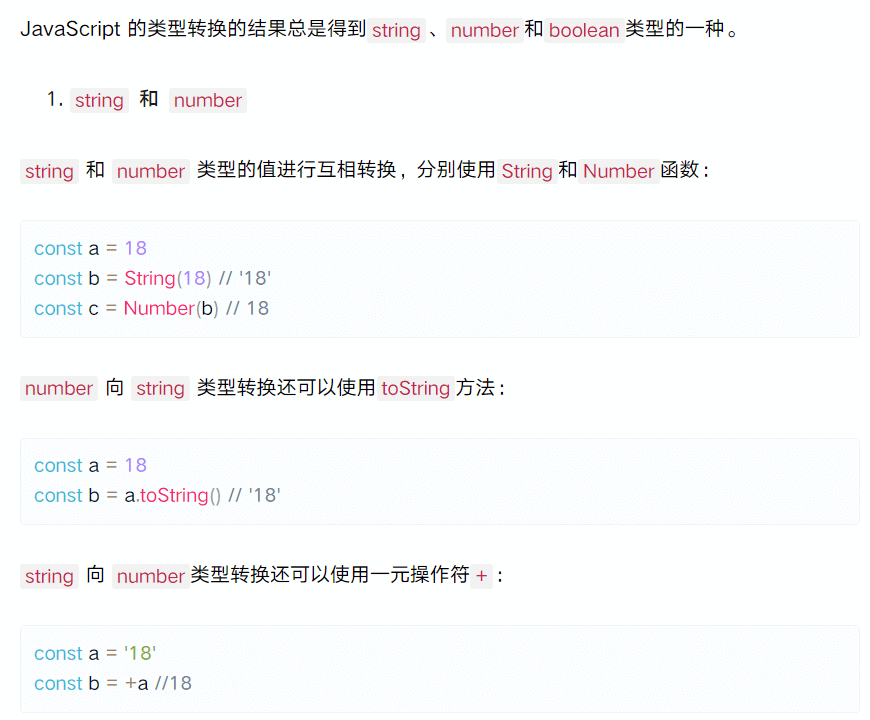 JavaScript 的类型转换的结果总是得到 string 、 number 和 boolean 类型的一种。
1. string 和 number
string 和 number 类型的值进行互相转换，分别使用 String 和 Number 函数：
const a = 18
const b = String(18) // '18'
const c = Number(b) // 18
number 向 string 类型转换还可以使用 toString 方法：
const a = 18
const b = a.toString() // '18'
string 向 number 类型转换还可以使用一元操作符 + ：
const a = '18'
const b = +a //18